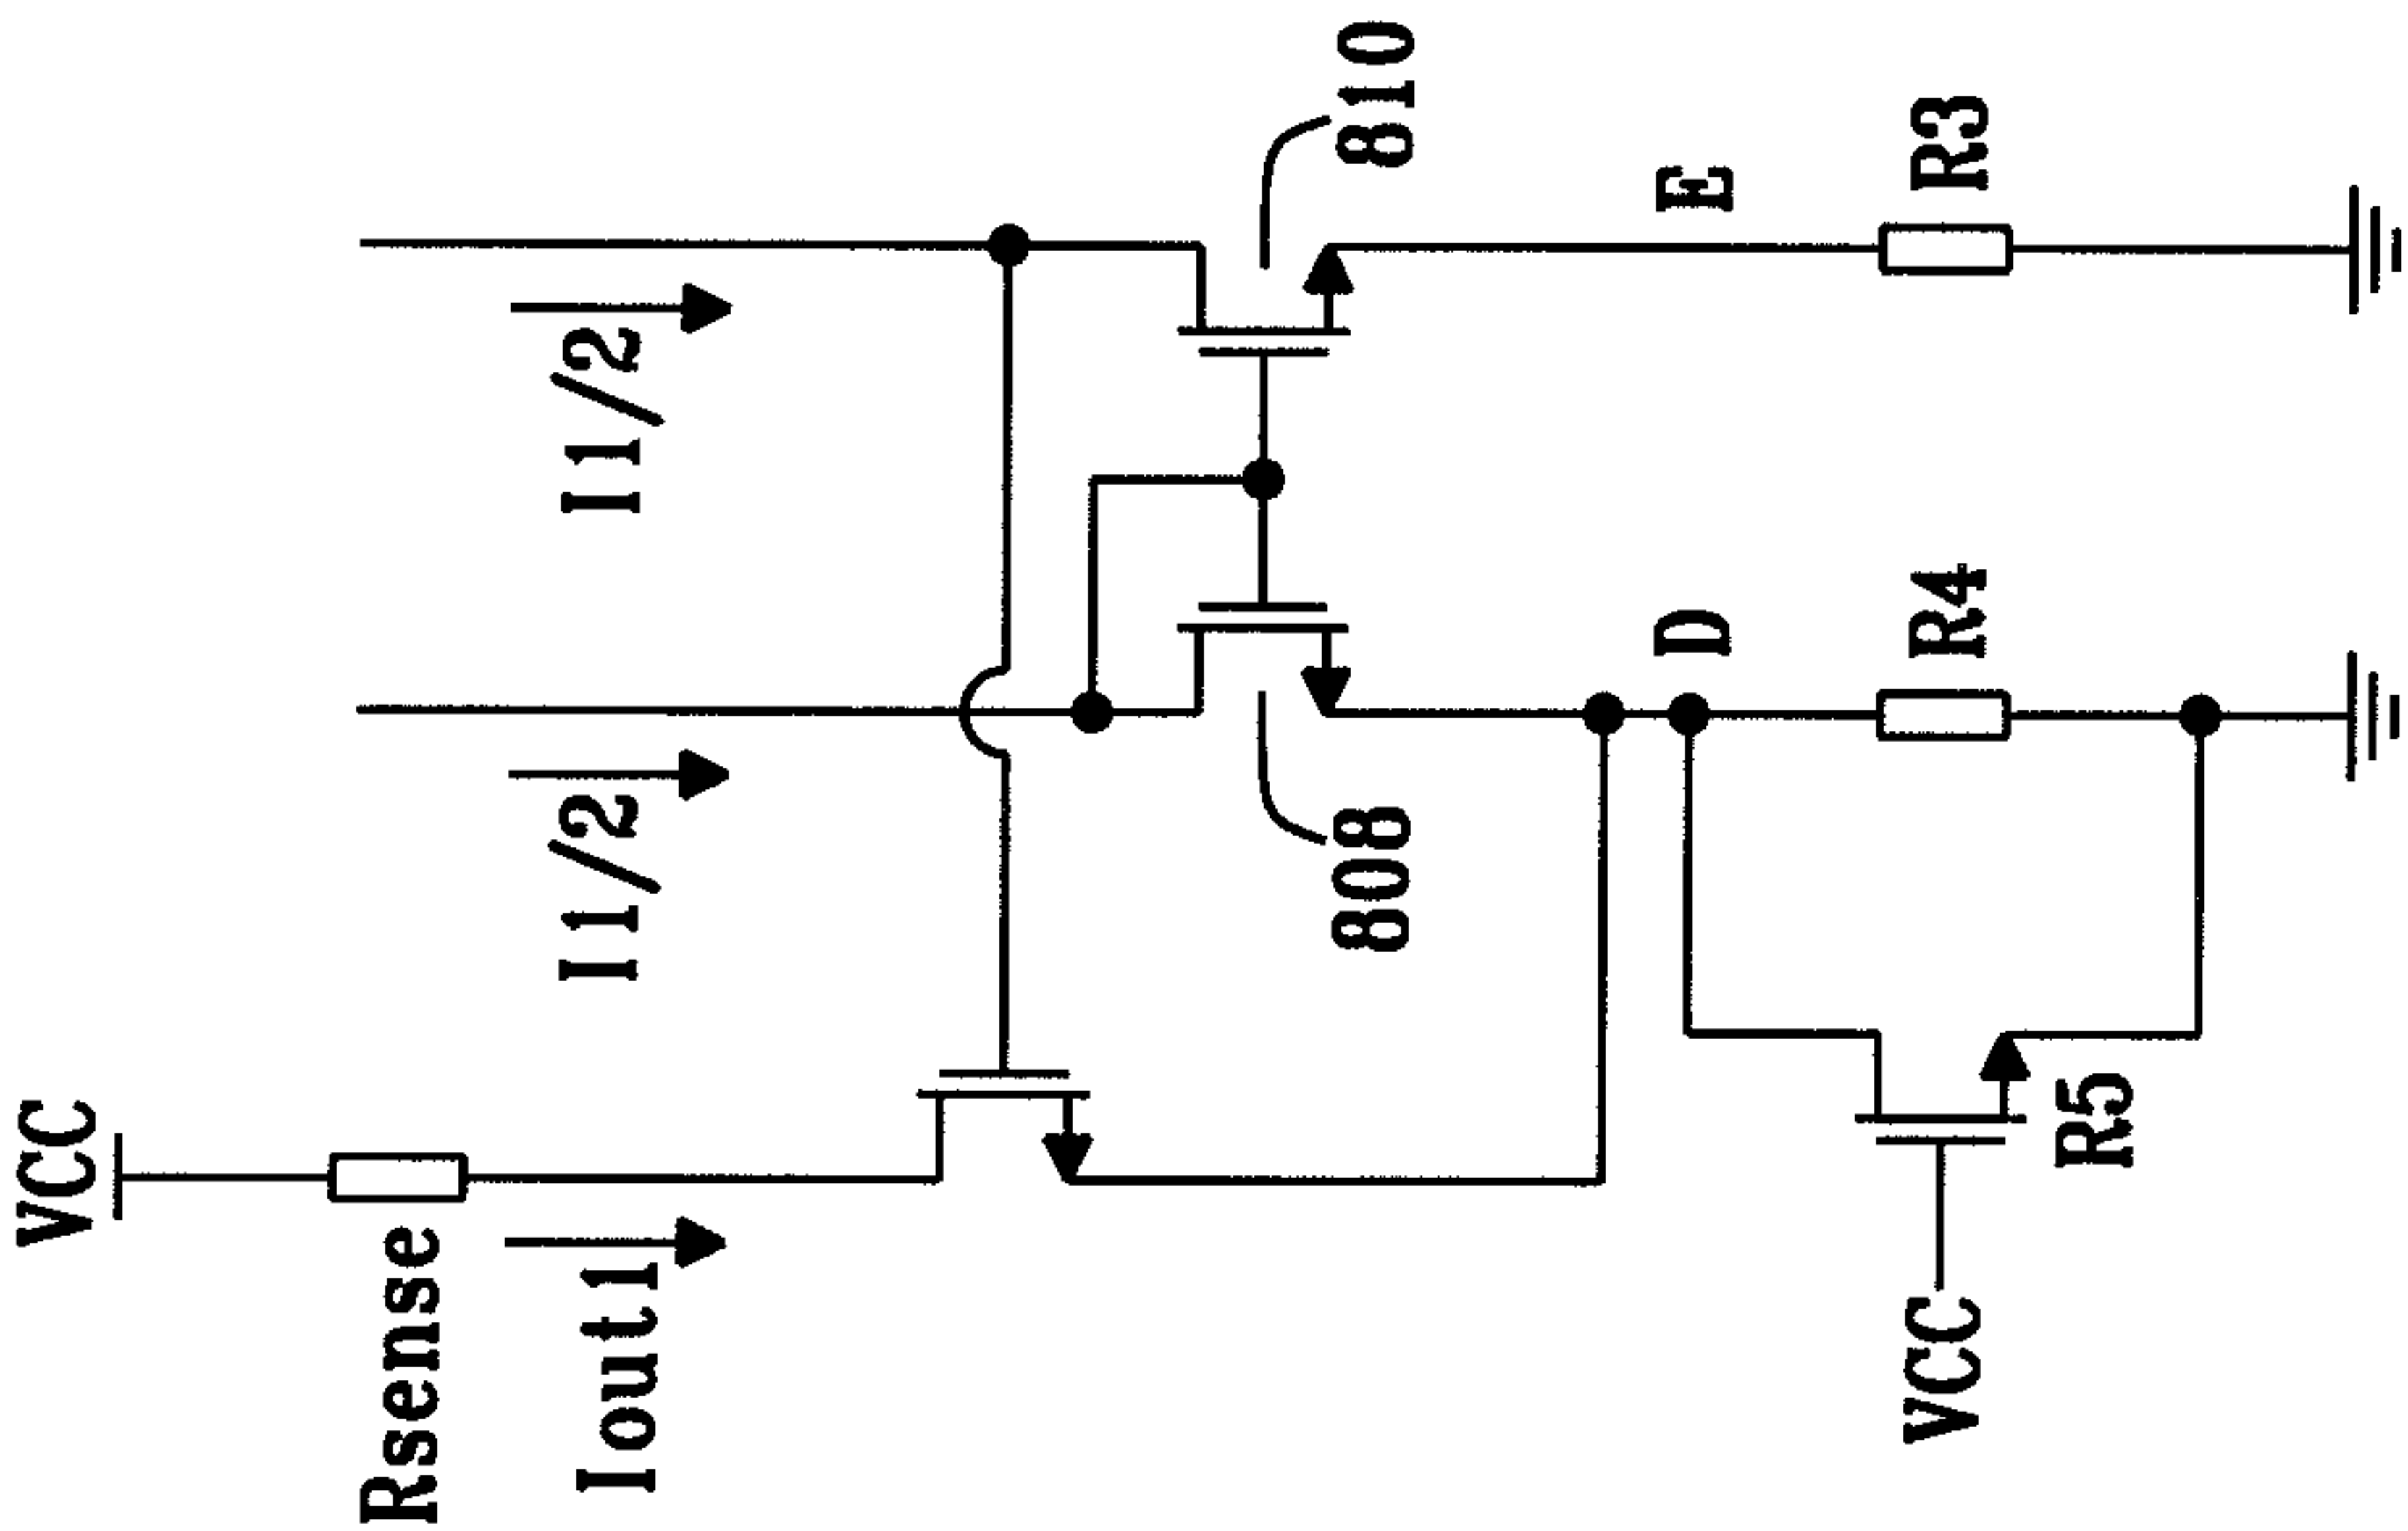 VCC
Rsense
Iout1
I1/2
I1/2
808
810
D
E
R4
R3
R5
VCC